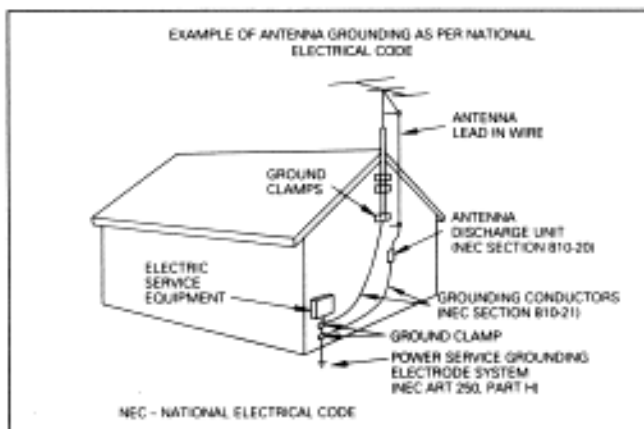 EXAMPLE OF ANTENNA GROUNDING AS PER NATIONAL
ELECTRICAL CODE
ANTENNA
LEAD IN WIRE
GROUND
CLAMPS
ANTENNA
DISCHARGE UNIT
(NEC SECTION 810-20)
ELECTRIC
SERVICE
EQUIPMENT
GROUNDING CONDUCTORS
(NEC SECTION 810-21)
GROUND CLAMP
POWER SERVICE GROUNDING
ELECTRODE SYSTEM
(NEC ART 250, PART H)
NEC – NATIONAL ELECTRICAL CODE